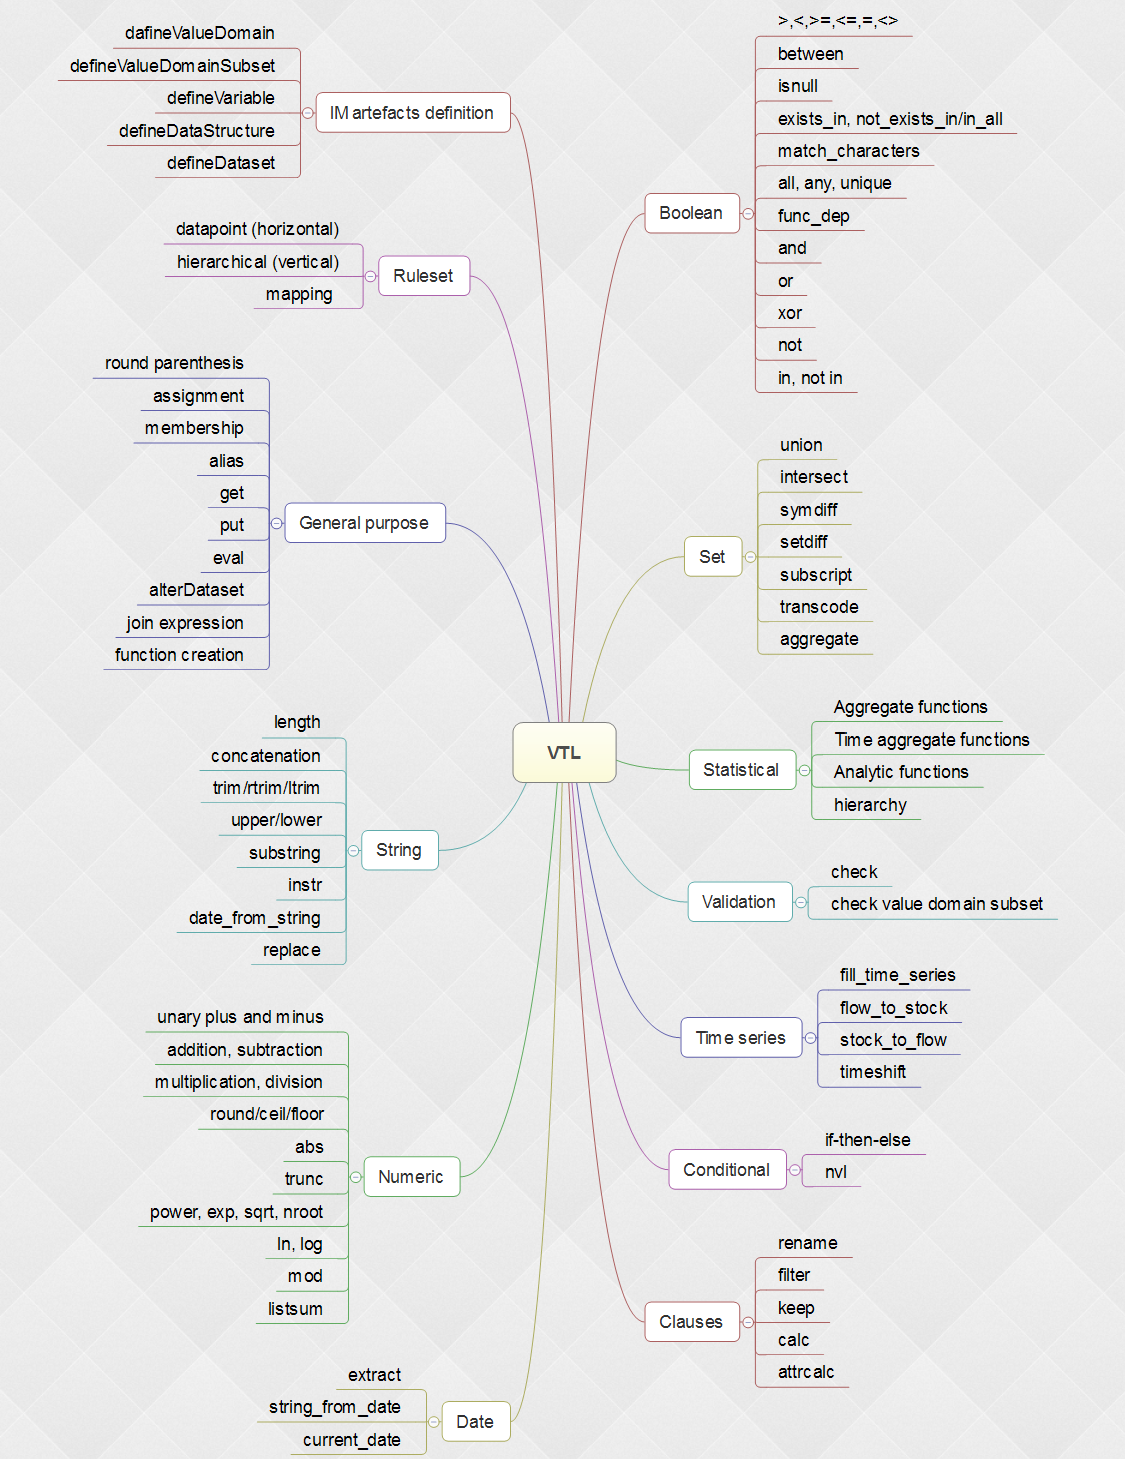 dafineValueDomain
defineValueDomainSubset
defineVariable
defineDataStructure
defineDataset
IM artefacts definition
datapoint (horizontal)
hierarchical (vertical)
mapping
Ruleset
round parenthesis
assignment
membership
alias
get
put
eval
alterDataset
join expression
function creation
General purpose
length
concatenation
trim/rtrim/ltrim
upper/lower
substring
instr
date_from_string
replace
String
unary plus and minus
addition, subtraction
multiplication, division
round/ceil/floor
abs
trunc
power, exp, sqrt, nroot
ln, log
mod
listsum
Numeric
extract
string_from_date
current_date
Date
VTL
Boolean
>,<,>=,<=,=,<>
between
isnull
exists_in, not_exists_in/in_all
match_characters
all, any, unique
func_dep
and
or
xor
not
in, not in
Set
union
intersect
symdiff
setdiff
subscript
transcode
aggregate
Statistical
Aggregate functions
Time aggregate functions
Analytic functions
hierarchy
Validation
check
check value domain subset
Time series
fill_time_series
flow_to_stock
stock_to_flow
timeshift
Conditional
if-then-else
nvl
Clauses
rename
filter
keep
calc
attrcalc